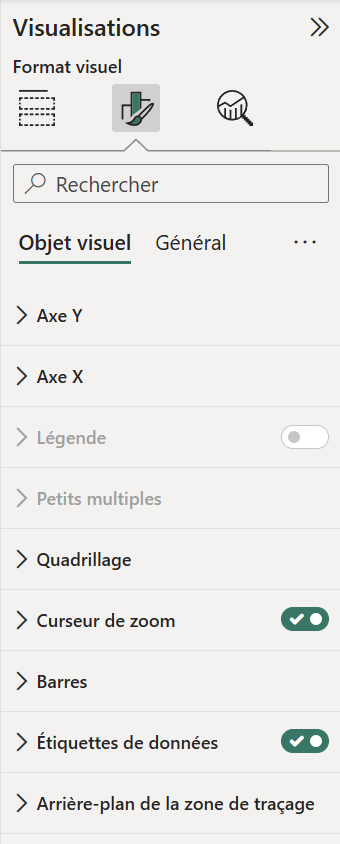 Visualisations
Format visuel
Rechercher
Objet visuel Général
Axe Y
Axe X
Légende
Petits multiples
Quadrillage
Curseur de zoom
Barres
Étiquettes de données
Arrière-plan de la zone de traçage